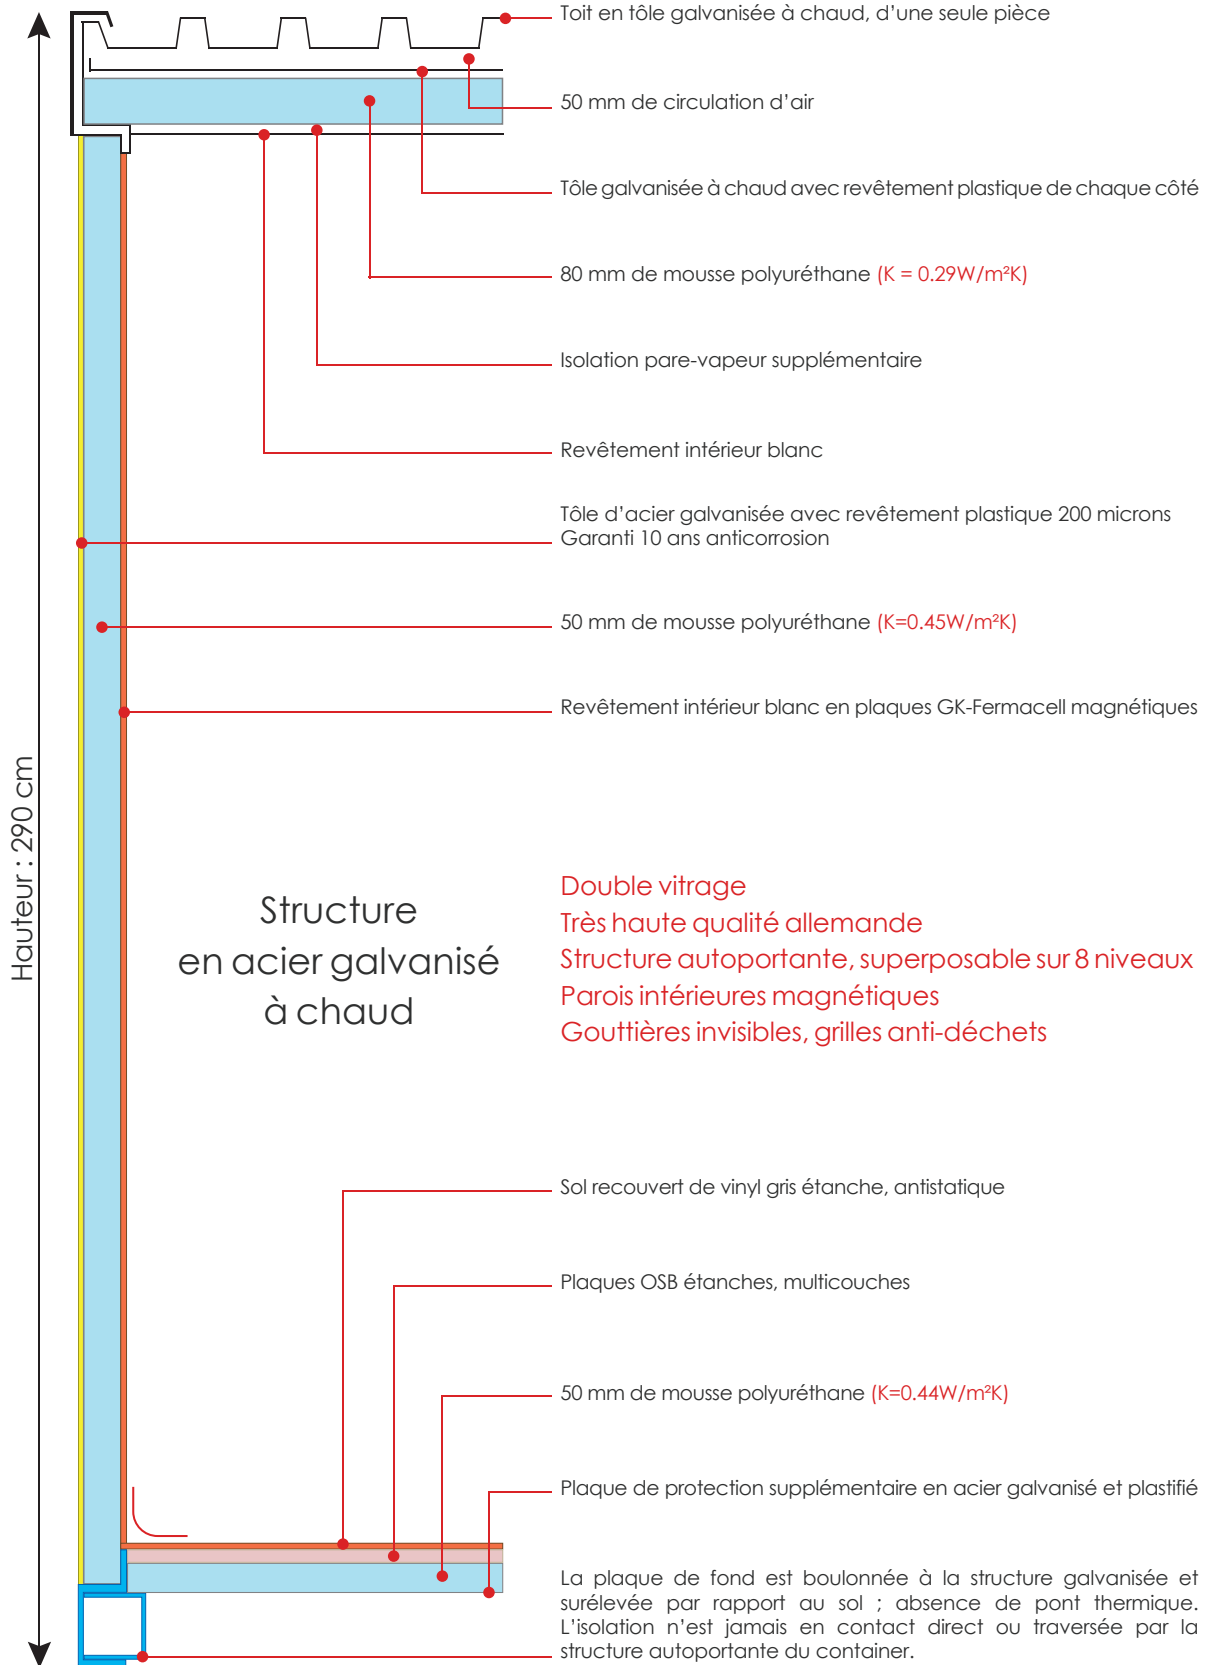 Toit en tôle galvanisée à chaud, d'une seule pièce
50 mm de circulation d'air
Tôle galvanisée à chaud avec revêtement plastique de chaque côté
80 mm de mousse polyuréthane (K = 0.29W/m²K)
Isolation pare-vapeur supplémentaire
Revêtement intérieur blanc
Tôle d'acier galvanisée avec revêtement plastique 200 microns
Garanti 10 ans anticorrosion
50 mm de mousse polyuréthane (K=0.45W/m²K)
Revêtement intérieur blanc en plaques GK-Fermacell magnétiques
Hauteur : 290 cm
Structure
en acier galvanisé
à chaud
Double vitrage
Très haute qualité allemande
Structure autoportante, superposable sur 8 niveaux
Parois intérieures magnétiques
Gouttières invisibles, grilles anti-déchets
Sol recouvert de vinyl gris étanche, antistatique
Plaques OSB étanches, multicouches
50 mm de mousse polyuréthane (K=0.44W/m²K)
Plaque de protection supplémentaire en acier galvanisé et plastifié
La plaque de fond est boulonnée à la structure galvanisée et
surélevée par rapport au sol ; absence de pont thermique.
L'isolation n'est jamais en contact direct ou traversée par la
structure autoportante du container.